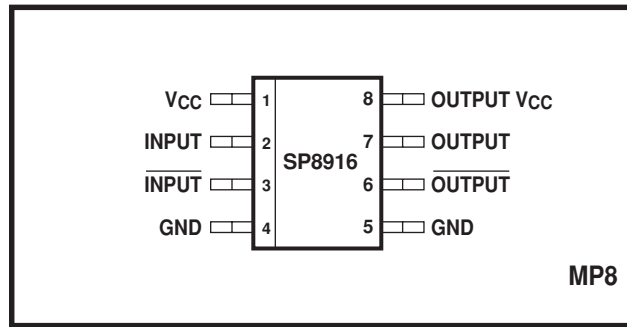 VCC 1 8 OUTPUT VCC
INPUT 2 7 OUTPUT
SP8916
INPUT 3 6 OUTPUT
GND 4 5 GND
MP8